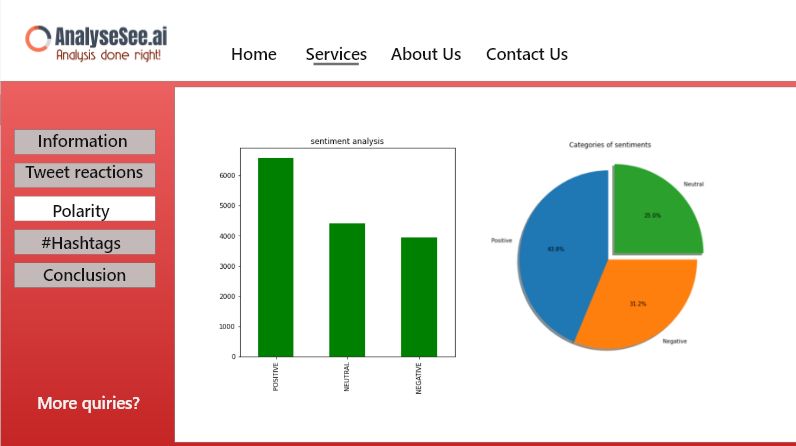 AnalyseSee.ai
Analysis done right!
Home Services About Us Contact Us
Information
Tweet reactions
Polarity
#Hashtags
Conclusion
More quiries?
sentiment analysis
6000
5000
4000
3000
2000
1000
0
POSITIVE
NEUTRAL
NEGATIVE
Categories of sentiments
Neutral
25.0%
Positive
43.8%
31.2%
Negative